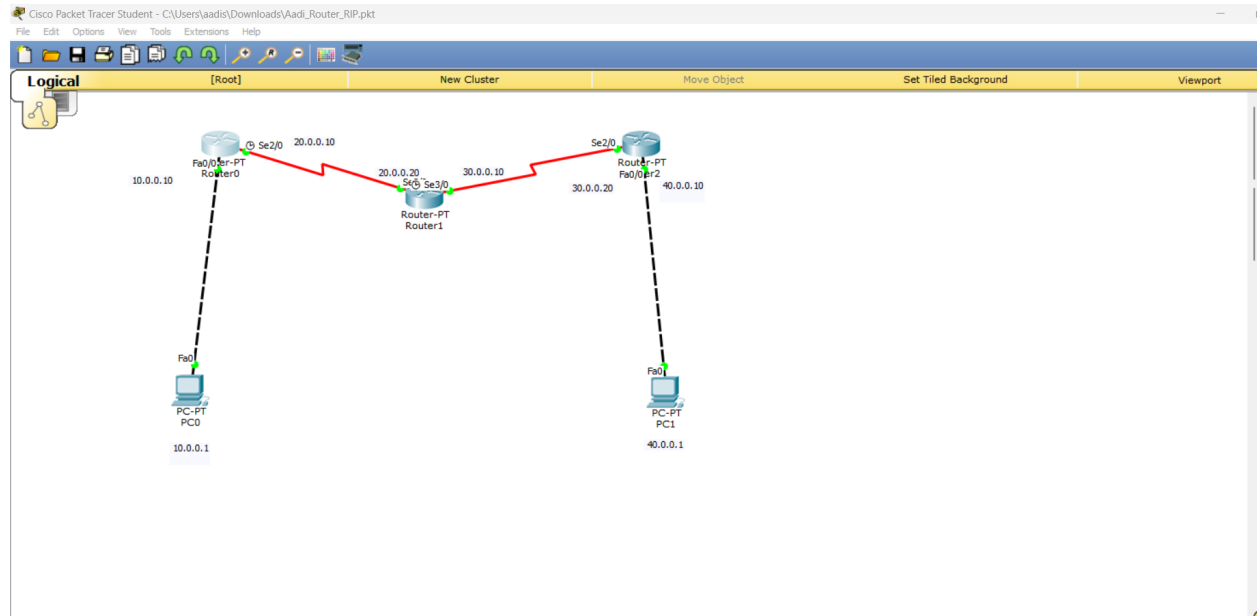 Cisco Packet Tracer Student - C:\Users\aadis\Downloads\Aadi_Router_RIP.pkt
File Edit Options View Tools Extensions Help
Logical [Root] New Cluster Move Object Set Tiled Background Viewport
Se2/0 20.0.0.10
Fa0/0
Router0
10.0.0.10
20.0.0.20 30.0.0.10
Se3/0
Router-PT
Router1
Se2/0
Router-PT
Fa0/0
30.0.0.20 40.0.0.10
Fa0
PC-PT
PC0
10.0.0.1
Fa0
PC-PT
PC1
40.0.0.1